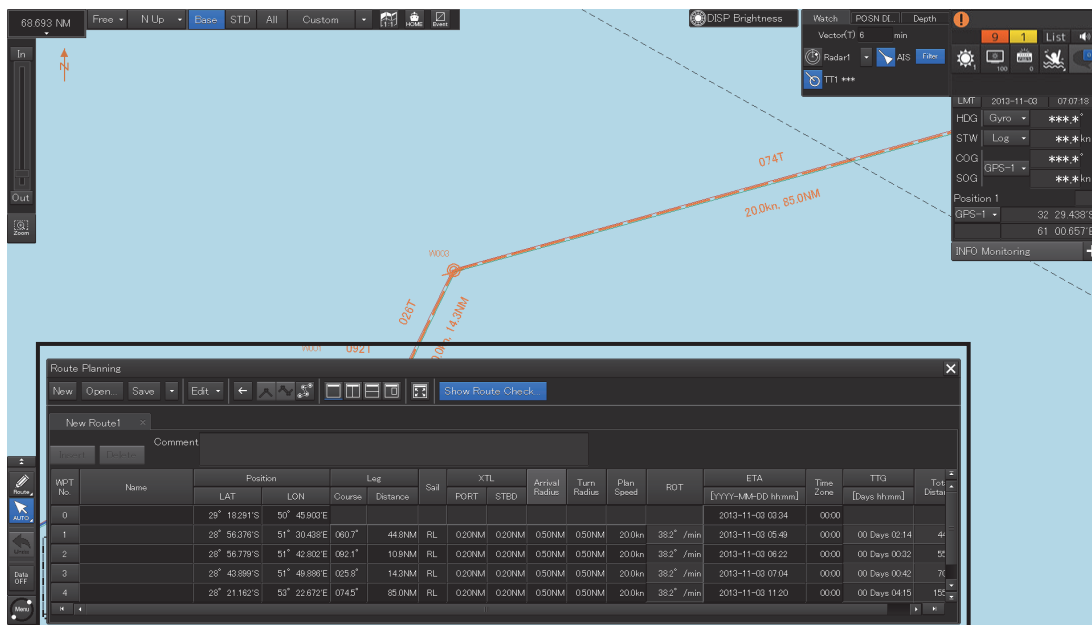 68.693 NM
Free
N Up
Base
STD
All
Custom
1:1
HOME
Event
DISP Brightness
Watch
POSN DI...
Depth
Vector(T) 6 min
Radar1
AIS
Filter
TT1 ***
9
1
List
100
0
In
Out
Zoom
N
LMT 2013-11-03 07:07:18
HDG Gyro ***.*°
STW Log **.*kn
COG ***.*°
GPS-1
SOG **.*kn
Position 1
GPS-1 32 29.438'S
61 00.657'E
INFO Monitoring
074T
20.0kn, 85.0NM
W003
026T
0.0kn, 14.3NM
W001
092T
Route Planning
New
Open...
Save
Edit
Show Route Check...
New Route1
Comment
Insert
Delete
WPT No.
Name
Position
Leg
Sail
XTL
Arrival Radius
Turn Radius
Plan Speed
ROT
ETA
Time Zone
TTG
LAT
LON
Course
Distance
PORT
STBD
[YYYY-MM-DD hh:mm]
[Days hh:mm]
0 29° 18.291'S 50° 45.903'E 2013-11-03 03:34 00:00
1 28° 56.376'S 51° 30.438'E 060.7° 44.8NM RL 0.20NM 0.20NM 0.50NM 0.50NM 20.0kn 38.2° /min 2013-11-03 05:49 00:00 00 Days 02:14 44
2 28° 56.779'S 51° 42.802'E 092.1° 10.9NM RL 0.20NM 0.20NM 0.50NM 0.50NM 20.0kn 38.2° /min 2013-11-03 06:22 00:00 00 Days 00:32 55
3 28° 43.899'S 51° 49.886'E 025.8° 14.3NM RL 0.20NM 0.20NM 0.50NM 0.50NM 20.0kn 38.2° /min 2013-11-03 07:04 00:00 00 Days 00:42 70
4 28° 21.162'S 53° 22.672'E 074.5° 85.0NM RL 0.20NM 0.20NM 0.50NM 0.50NM 20.0kn 38.2° /min 2013-11-03 11:20 00:00 00 Days 04:15 155
Route
AUTO
Undo
Data OFF
Menu